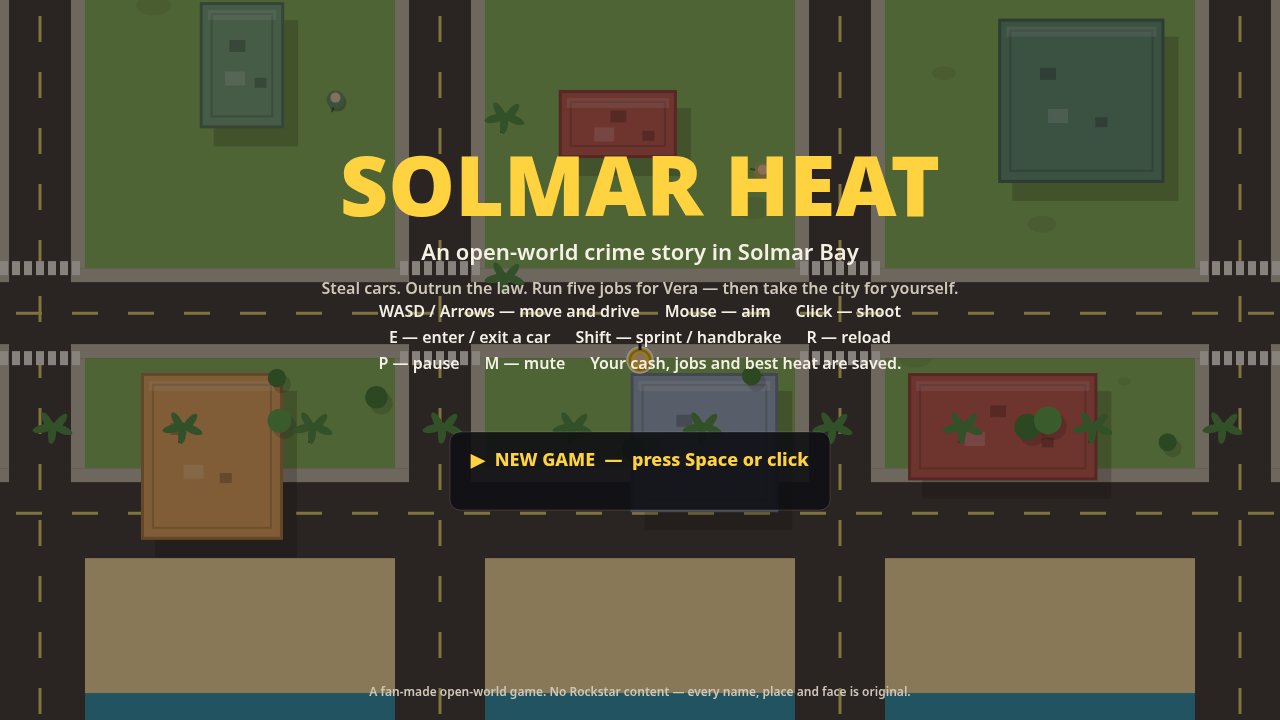 SOLMAR HEAT
An open-world crime story in Solmar Bay
Steal cars. Outrun the law. Run five jobs for Vera — then take the city for yourself.
WASD / Arrows — move and drive Mouse — aim Click — shoot
E — enter / exit a car Shift — sprint / handbrake R — reload
P — pause M — mute Your cash, jobs and best heat are saved.
▶ NEW GAME — press Space or click
A fan-made open-world game. No Rockstar content — every name, place and face is original.